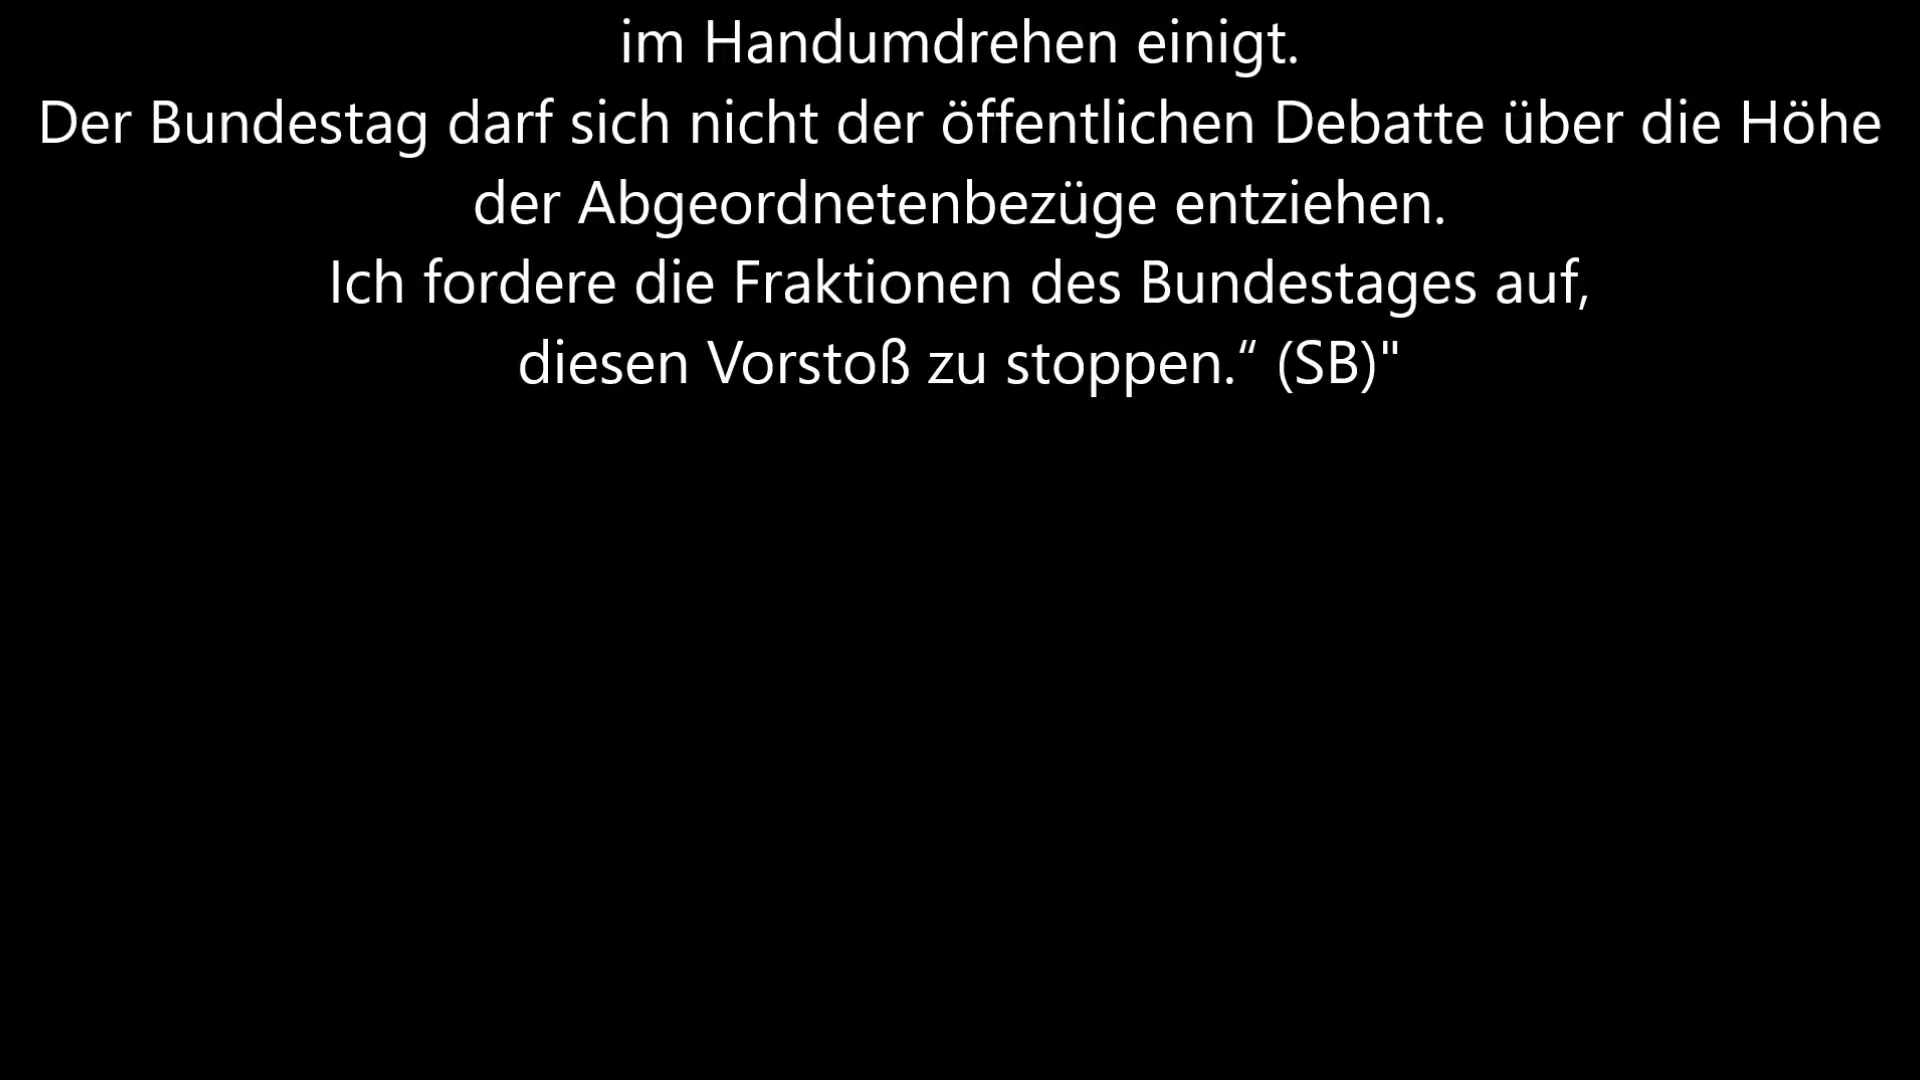 im Handumdrehen einigt.
Der Bundestag darf sich nicht der öffentlichen Debatte über die Höhe
der Abgeordnetenbezüge entziehen.
Ich fordere die Fraktionen des Bundestages auf,
diesen Vorstoß zu stoppen.“ (SB)"